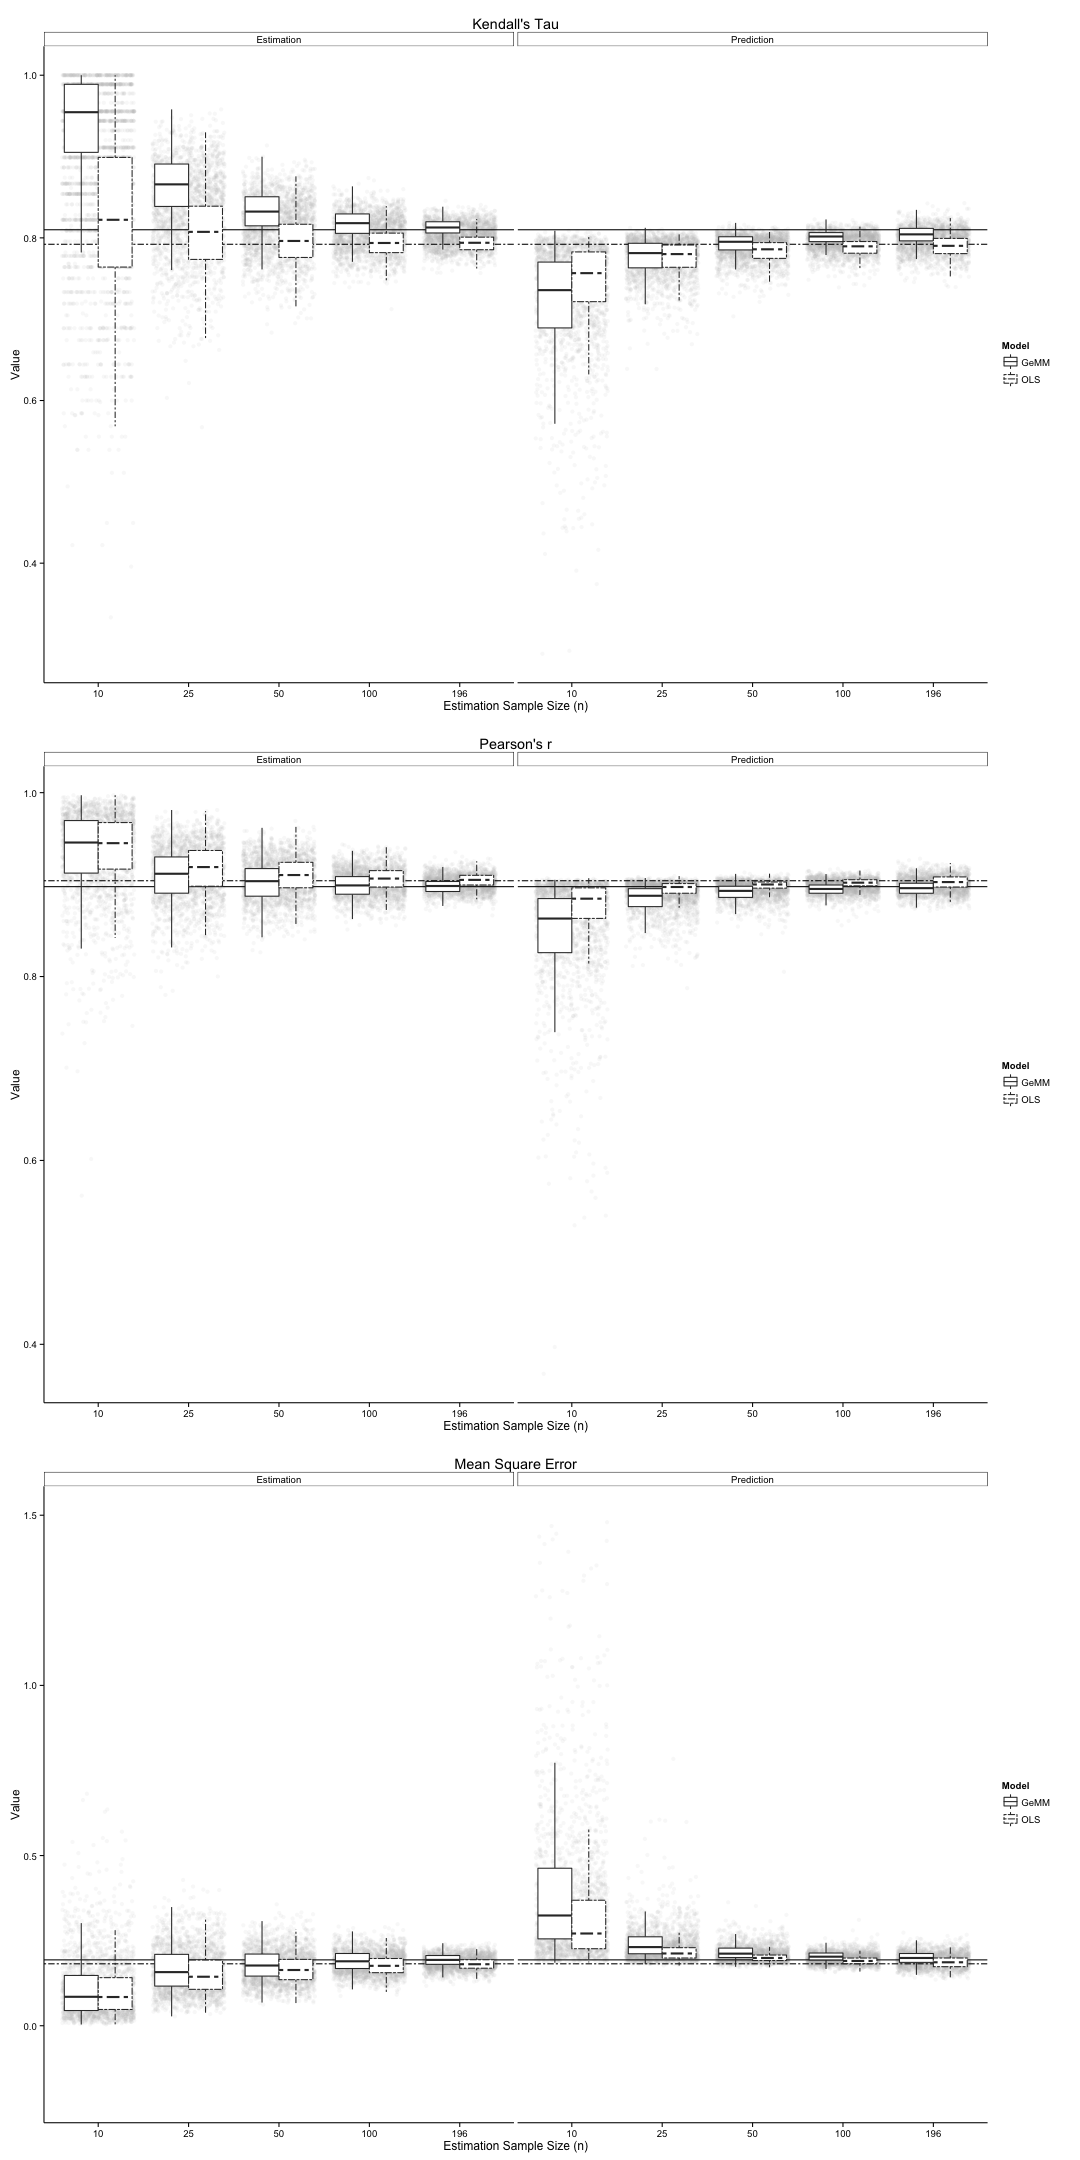 Kendall's Tau
Estimation Prediction
1.0
0.8
0.6
0.4
Value
10 25 50 100 196 10 25 50 100 196
Estimation Sample Size (n)
Model
GeMM
OLS
Pearson's r
Estimation Prediction
1.0
0.8
0.6
0.4
Value
10 25 50 100 196 10 25 50 100 196
Estimation Sample Size (n)
Model
GeMM
OLS
Mean Square Error
Estimation Prediction
1.5
1.0
0.5
0.0
Value
10 25 50 100 196 10 25 50 100 196
Estimation Sample Size (n)
Model
GeMM
OLS